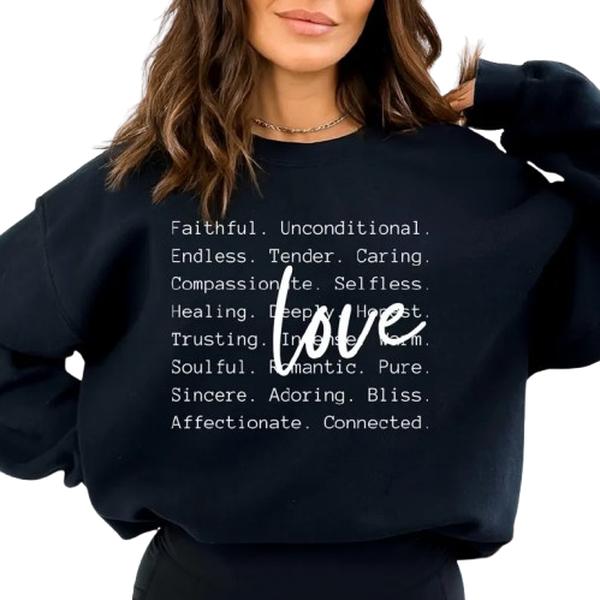 Faithful. Unconditional.
Endless. Tender. Caring.
Compassionate. Selfless.
Healing. Deeply. Honest.
Trusting. Intense. Warm.
Soulful. Romantic. Pure.
Sincere. Adoring. Bliss.
Affectionate. Connected.
love